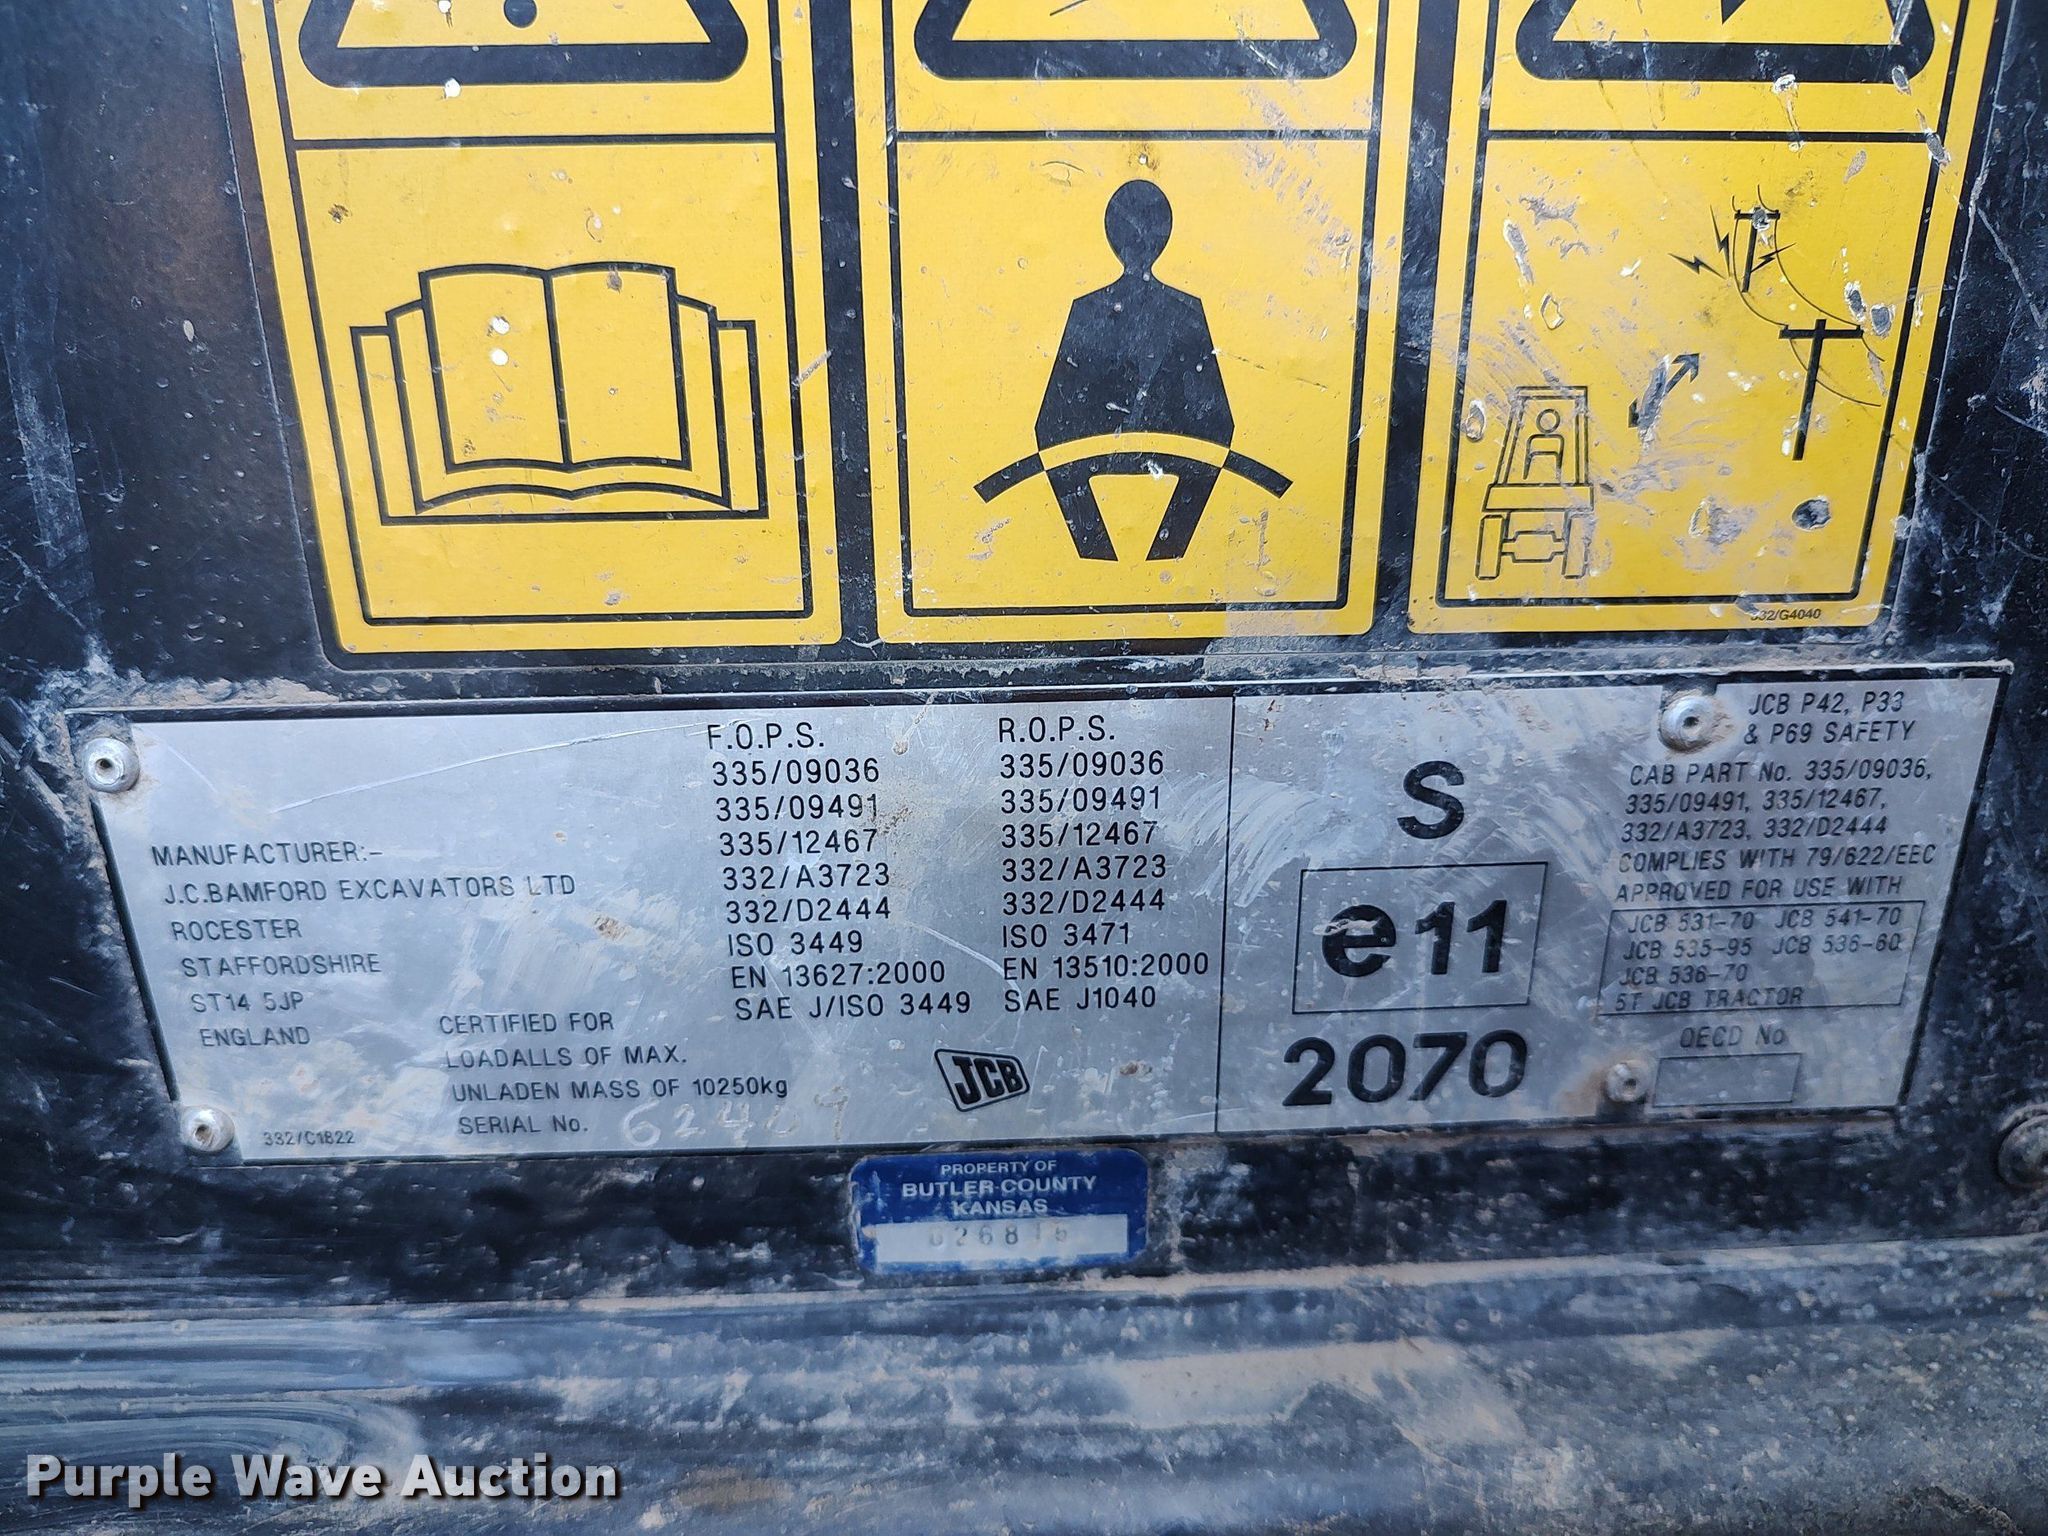 332/G4040
MANUFACTURER:-
J.C.BAMFORD EXCAVATORS LTD
ROCESTER
STAFFORDSHIRE
ST14 5JP
ENGLAND
332/C1822
CERTIFIED FOR
LOADALLS OF MAX.
UNLADEN MASS OF 10250kg
SERIAL No.
F.O.P.S.
335/09036
335/09491
335/12467
332/A3723
332/D2444
ISO 3449
EN 13627:2000
SAE J/ISO 3449
R.O.P.S.
335/09036
335/09491
335/12467
332/A3723
332/D2444
ISO 3471
EN 13510:2000
SAE J1040
JCB
S
e11
2070
JCB P42, P33
& P69 SAFETY
CAB PART No. 335/09036,
335/09491, 335/12467,
332/A3723, 332/D2444
COMPLIES WITH 79/622/EEC
APPROVED FOR USE WITH
JCB 531-70 JCB 541-70
JCB 535-95 JCB 536-60
JCB 536-70
5T JCB TRACTOR
OECD No
PROPERTY OF
BUTLER COUNTY
KANSAS
026816
Purple Wave Auction